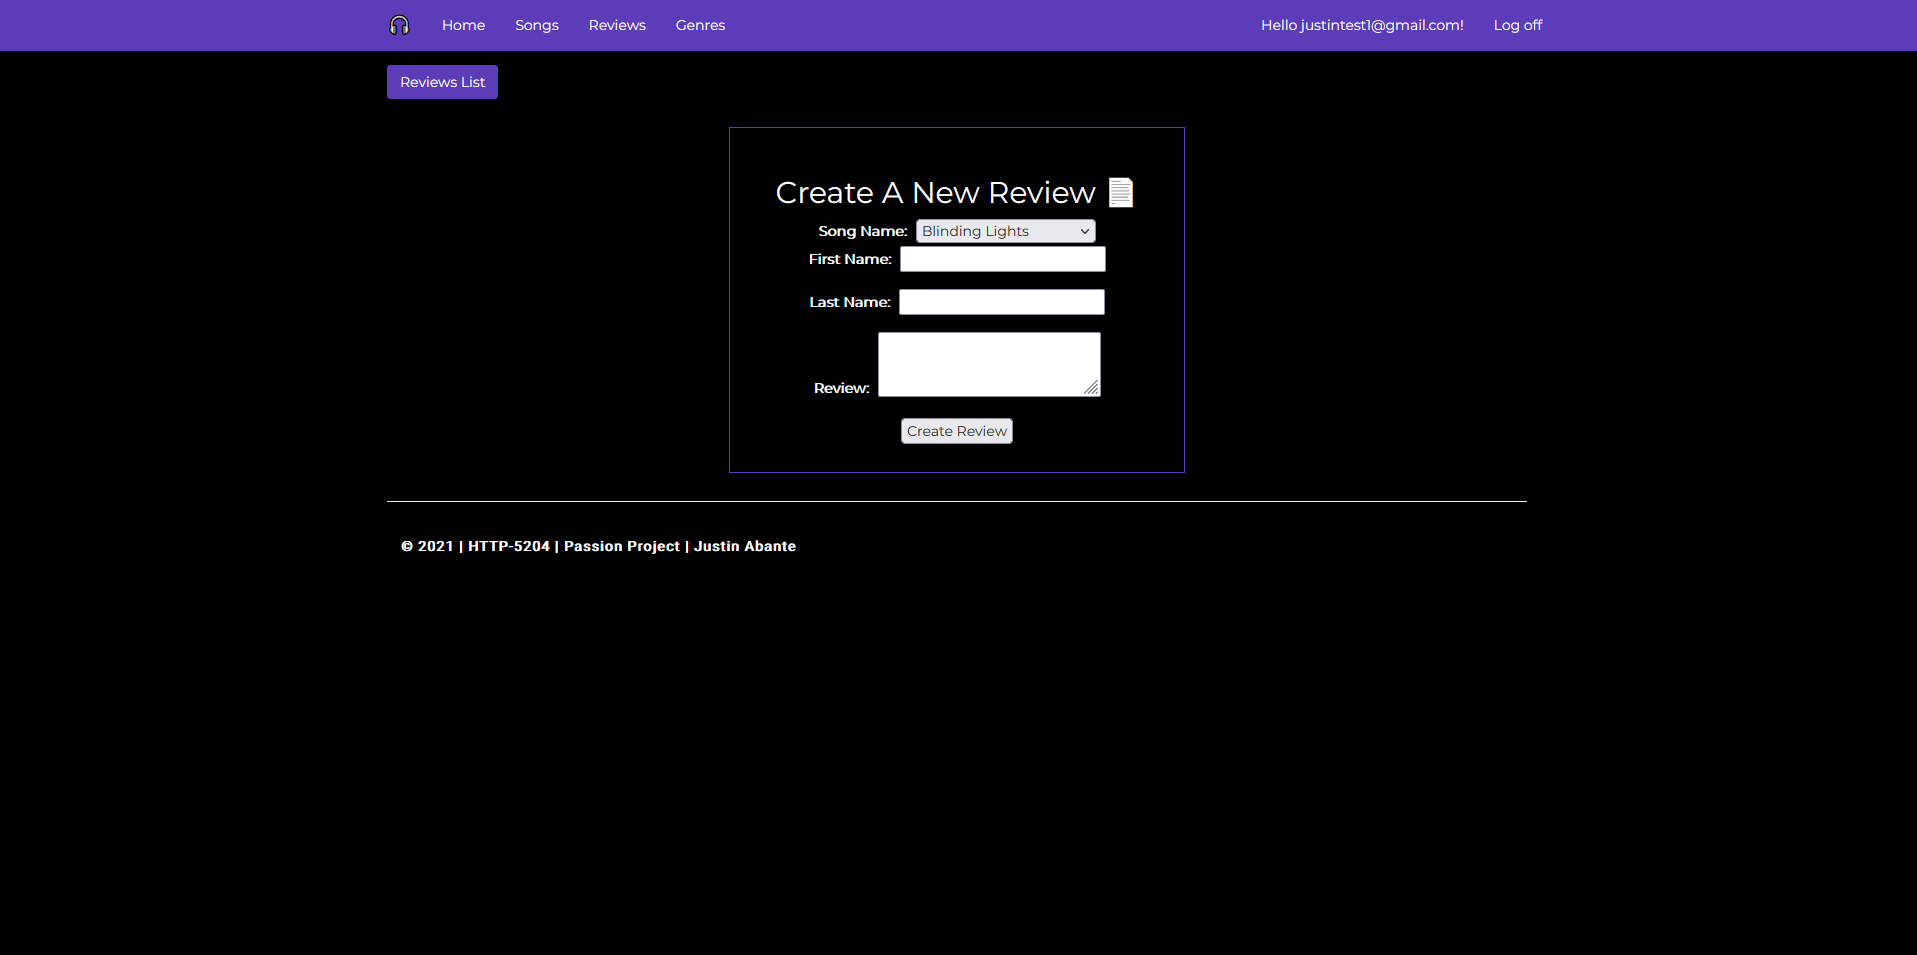 Home Songs Reviews Genres Hello justintest1@gmail.com! Log off
Reviews List
Create A New Review
Song Name: Blinding Lights
First Name:
Last Name:
Review:
Create Review
© 2021 | HTTP-5204 | Passion Project | Justin Abante